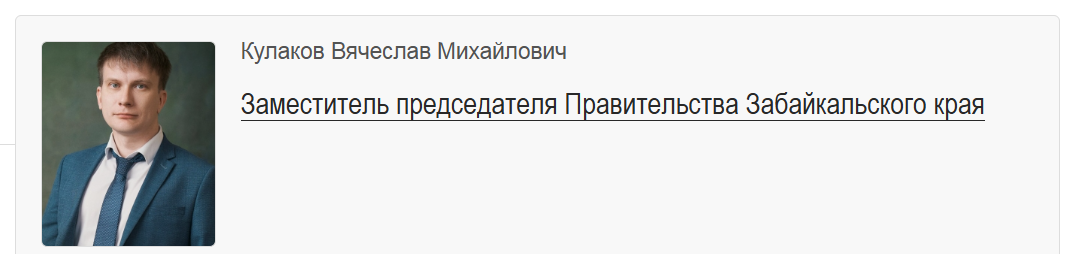 Кулаков Вячеслав Михайлович
Заместитель председателя Правительства Забайкальского края